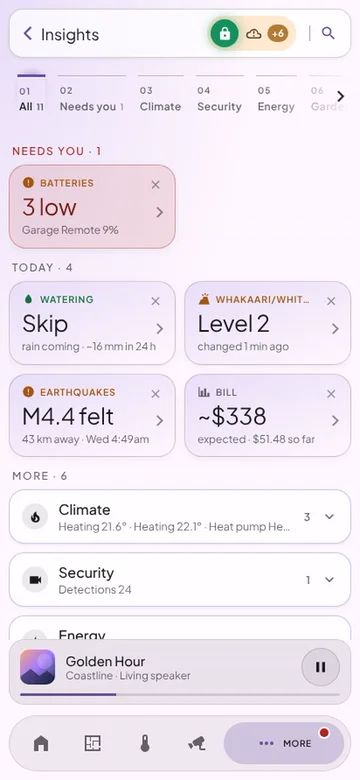 Insights
+6
01 02 03 04 05 06
All 11 Needs you 1 Climate Security Energy Garde
NEEDS YOU · 1
BATTERIES
3 low
Garage Remote 9%
TODAY · 4
WATERING
Skip
rain coming · ~16 mm in 24 h
WHAKAARI/WHIT…
Level 2
changed 1 min ago
EARTHQUAKES
M4.4 felt
43 km away · Wed 4:49am
BILL
~$338
expected · $51.48 so far
MORE · 6
Climate
Heating 21.6° · Heating 22.1° · Heat pump He…
3
Security
Detections 24
1
Energy
Golden Hour
Coastline · Living speaker
MORE